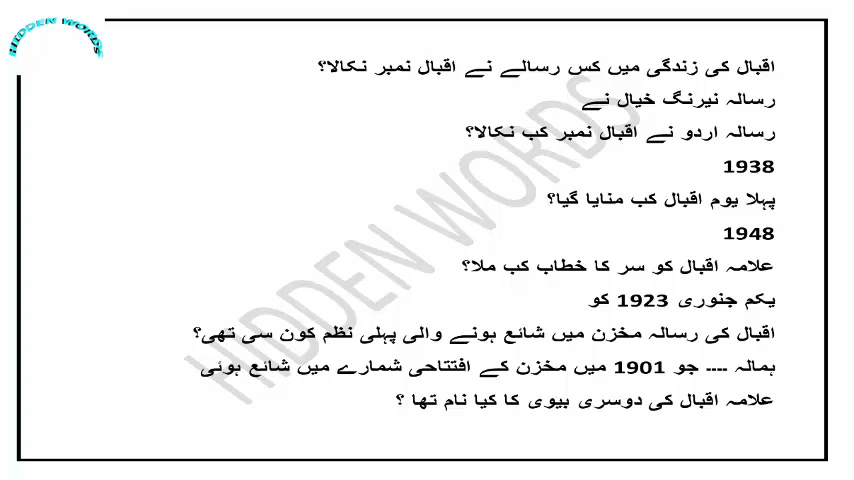 HIDDEN WORDS
اقبال کی زندگی میں کس رسالے نے اقبال نمبر نکالا؟
رسالہ نیرنگ خیال نے
رسالہ اردو نے اقبال نمبر کب نکالا؟
1938
پہلا یوم اقبال کب منایا گیا؟
1948
علامہ اقبال کو سر کا خطاب کب ملا؟
یکم جنوری 1923 کو
اقبال کی رسالہ مخزن میں شائع ہونے والی پہلی نظم کون سی تھی؟
ہمالہ ---- جو 1901 میں مخزن کے افتتاحی شمارے میں شائع ہوئی
علامہ اقبال کی دوسری بیوی کا کیا نام تھا ؟
HIDDEN WORDS